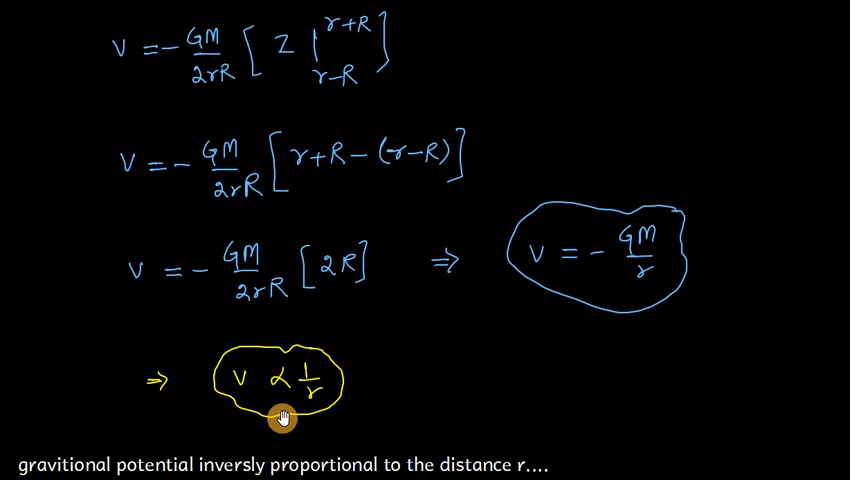 V = - GM/2rR [ Z |_{r-R}^{r+R} ]
V = - GM/2rR [ r+R - (r-R) ]
V = - GM/2rR [ 2R ] ⇒ V = - GM/r
⇒ V ∝ 1/r
gravitional potential inversly proportional to the distance r....